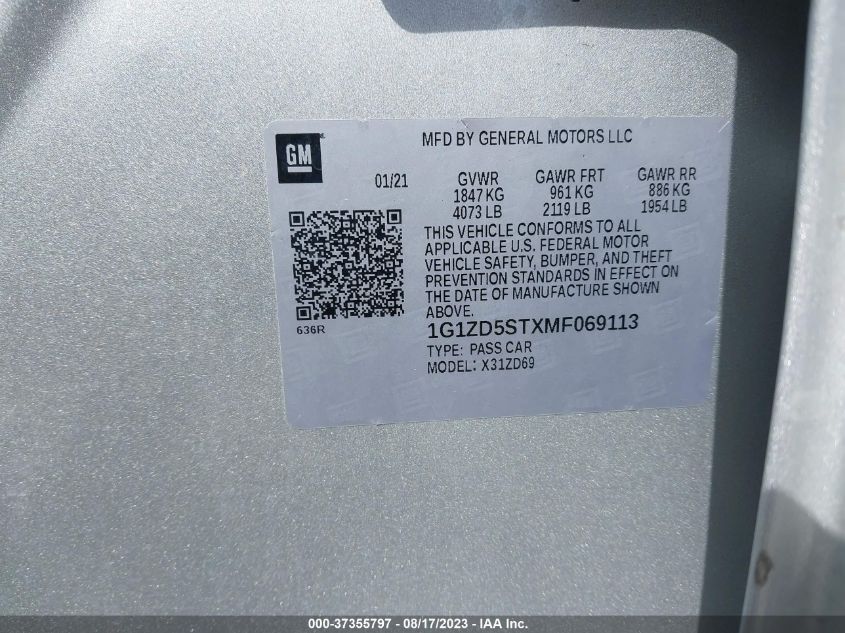 GM
MFD BY GENERAL MOTORS LLC
01/21
GVWR GAWR FRT GAWR RR
1847 KG 961 KG 886 KG
4073 LB 2119 LB 1954 LB
THIS VEHICLE CONFORMS TO ALL
APPLICABLE U.S. FEDERAL MOTOR
VEHICLE SAFETY, BUMPER, AND THEFT
PREVENTION STANDARDS IN EFFECT ON
THE DATE OF MANUFACTURE SHOWN
ABOVE.
636R
1G1ZD5STXMF069113
TYPE: PASS CAR
MODEL: X31ZD69
000-37355797 - 08/17/2023 - IAA Inc.